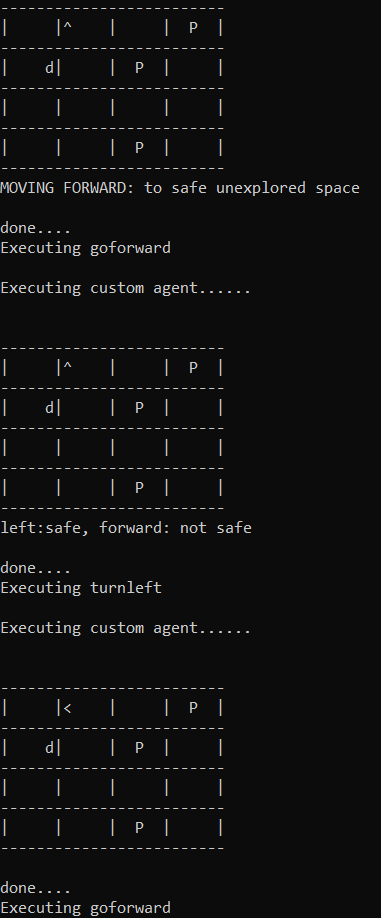 -------------------------
|     |^    |     |  P  |
-------------------------
|    d|     |  P  |     |
-------------------------
|     |     |     |     |
-------------------------
|     |     |  P  |     |
-------------------------
MOVING FORWARD: to safe unexplored space
done....
Executing goforward
Executing custom agent......
-------------------------
|     |^    |     |  P  |
-------------------------
|    d|     |  P  |     |
-------------------------
|     |     |     |     |
-------------------------
|     |     |  P  |     |
-------------------------
left:safe, forward: not safe
done....
Executing turnleft
Executing custom agent......
-------------------------
|     |<    |     |  P  |
-------------------------
|    d|     |  P  |     |
-------------------------
|     |     |     |     |
-------------------------
|     |     |  P  |     |
-------------------------
done....
Executing goforward